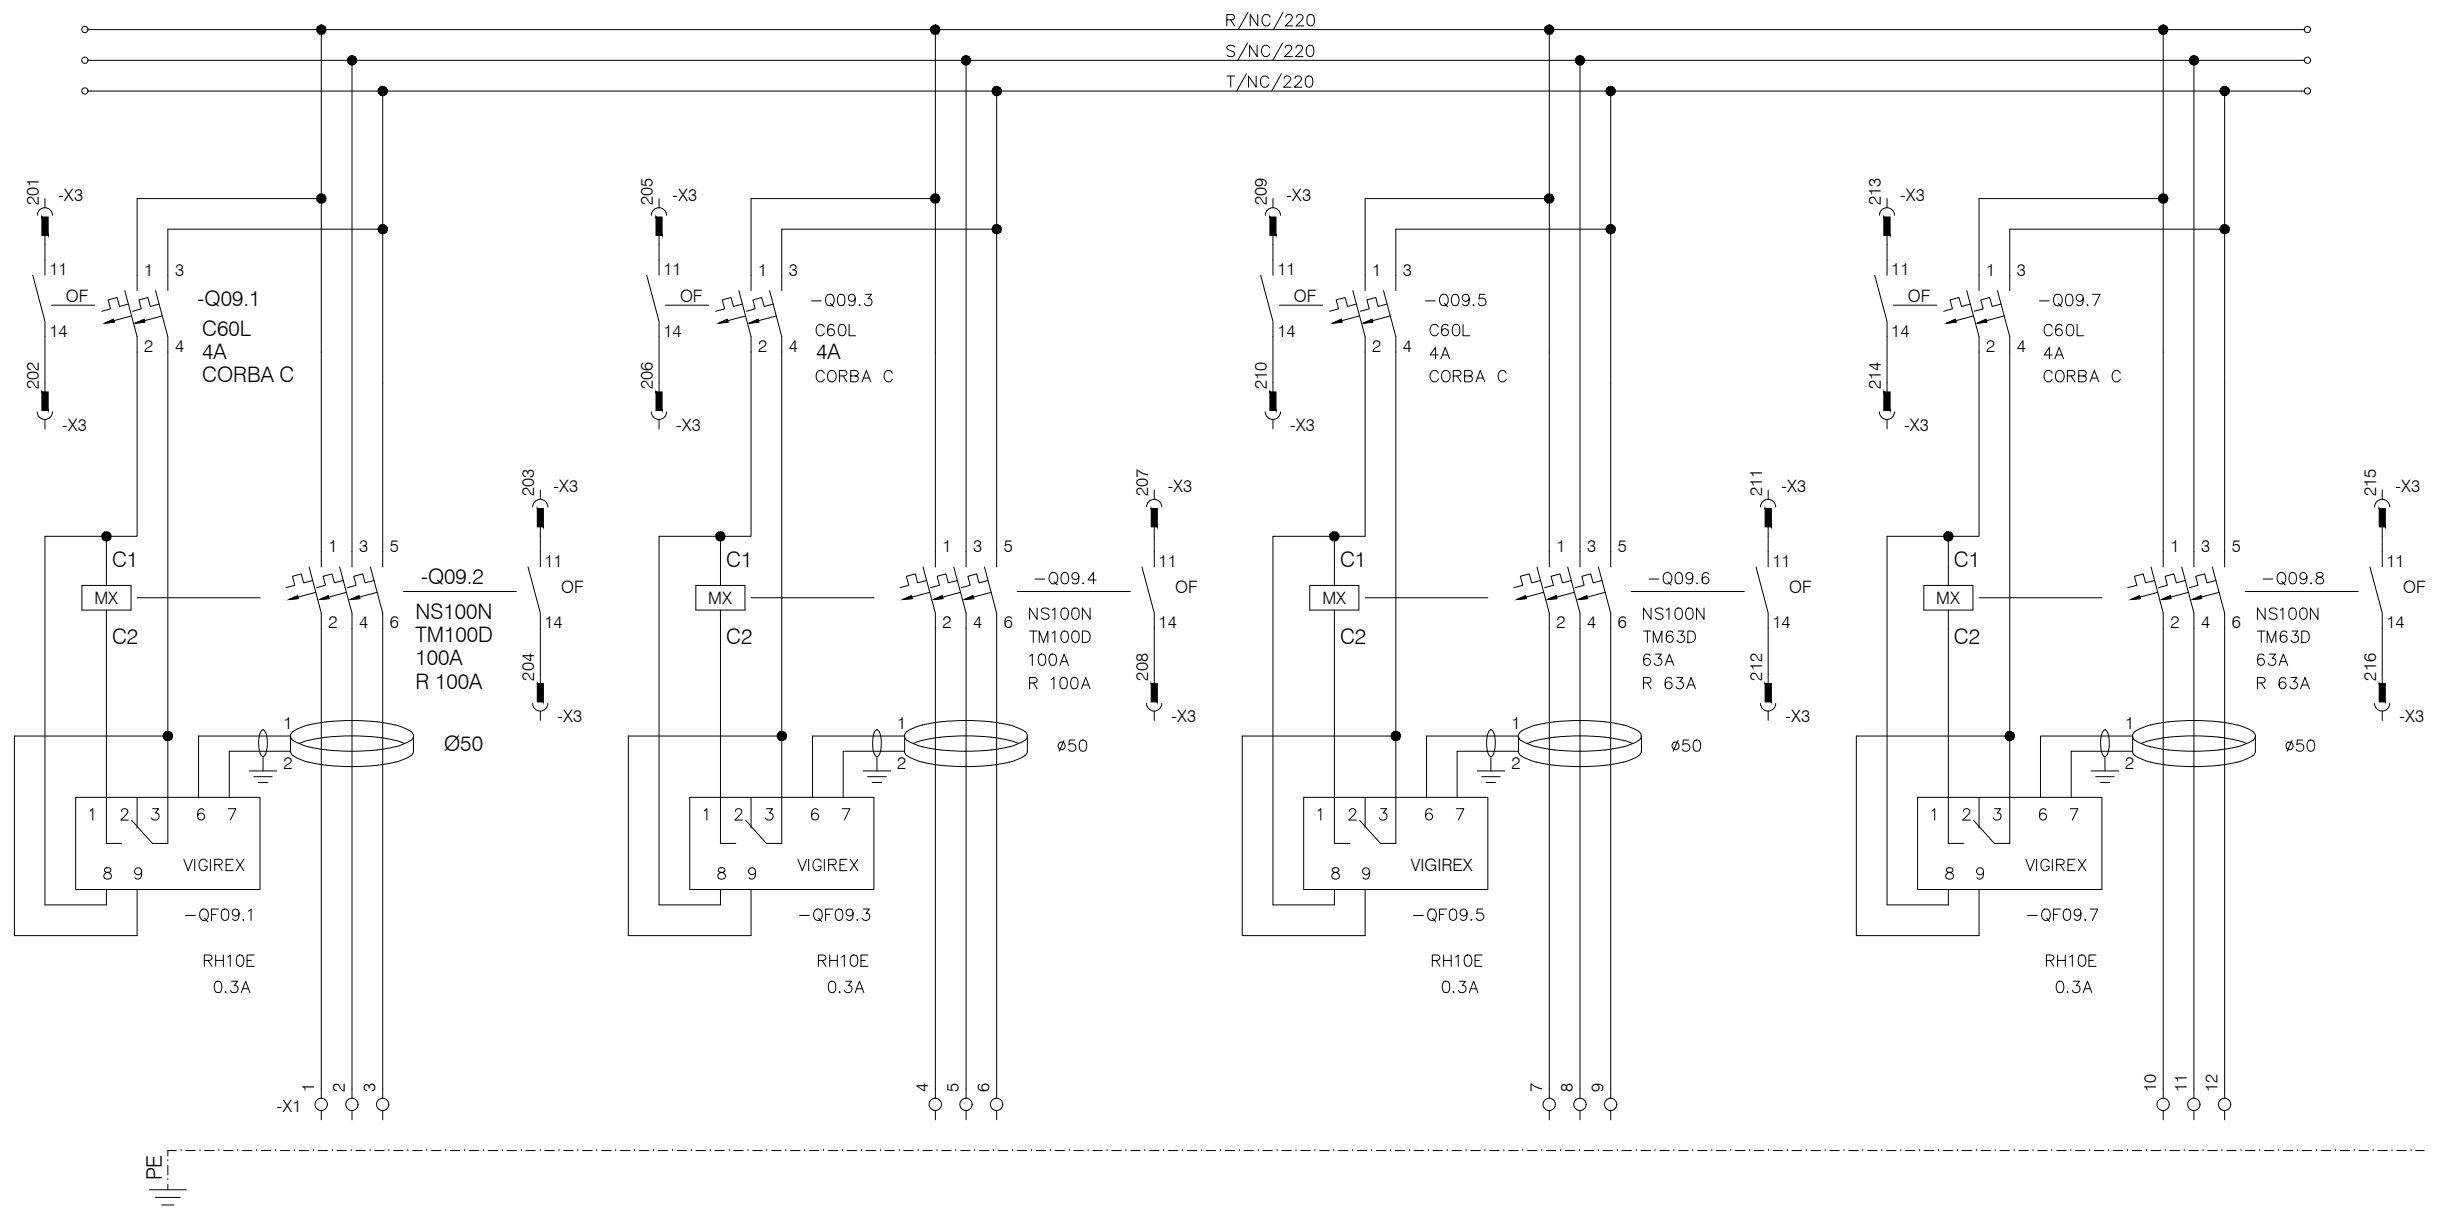 R/NC/220
S/NC/220
T/NC/220
201 -X3
205 -X3
209 -X3
213 -X3
11 1 3
11 1 3
11 1 3
11 1 3
OF -Q09.1
OF -Q09.3
OF -Q09.5
OF -Q09.7
14 C60L
14 C60L
14 C60L
14 C60L
2 4 4A
2 4 4A
2 4 4A
2 4 4A
202 CORBA C
206 CORBA C
210 CORBA C
214 CORBA C
-X3
-X3
-X3
-X3
203 -X3
207 -X3
211 -X3
215 -X3
C1 1 3 5 11
C1 1 3 5 11
C1 1 3 5 11
C1 1 3 5 11
MX -Q09.2 OF
MX -Q09.4 OF
MX -Q09.6 OF
MX -Q09.8 OF
C2 2 4 6 NS100N 14
C2 2 4 6 NS100N 14
C2 2 4 6 NS100N 14
C2 2 4 6 NS100N 14
TM100D
TM100D
TM63D
TM63D
100A 204
100A 208
63A 212
63A 216
R 100A
R 100A
R 63A
R 63A
-X3
-X3
-X3
-X3
1
1
1
1
Ø50
ø50
ø50
ø50
2
2
2
2
1 2 3 6 7
1 2 3 6 7
1 2 3 6 7
1 2 3 6 7
8 9 VIGIREX
8 9 VIGIREX
8 9 VIGIREX
8 9 VIGIREX
-QF09.1
-QF09.3
-QF09.5
-QF09.7
RH10E
RH10E
RH10E
RH10E
0.3A
0.3A
0.3A
0.3A
-X1 1 2 3
4 5 6
7 8 9
10 11 12
PE